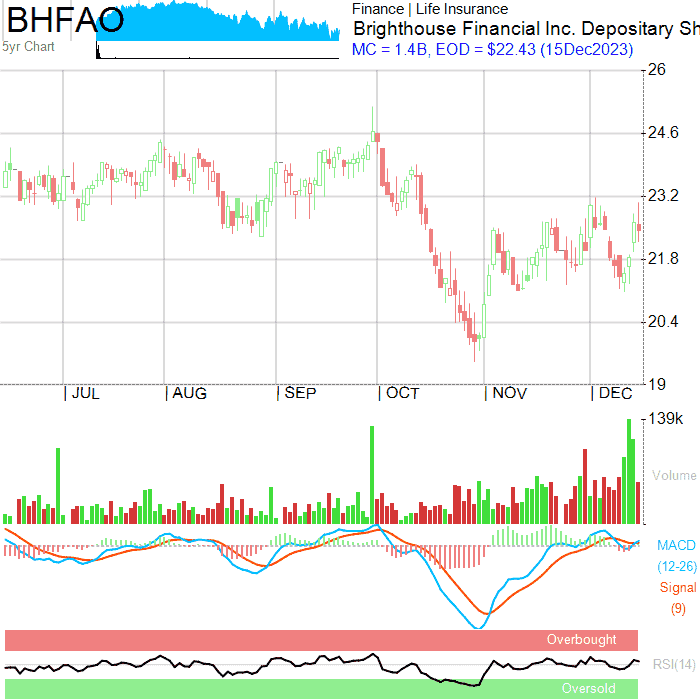 BHFAO
5yr Chart
Finance | Life Insurance
Brighthouse Financial Inc. Depositary Sh
MC = 1.4B, EOD = $22.43 (15Dec2023)
26
24.6
23.2
21.8
20.4
19
| JUL | AUG | SEP | OCT | NOV | DEC
139k
Volume
MACD
(12-26)
Signal
(9)
Overbought
RSI(14)
Oversold